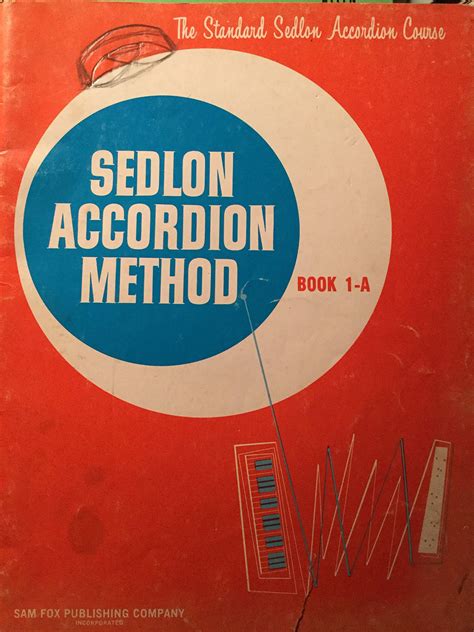 The Standard Sedlon Accordion Course
SEDLON
ACCORDION
METHOD
BOOK 1-A
SAM FOX PUBLISHING COMPANY
INCORPORATED